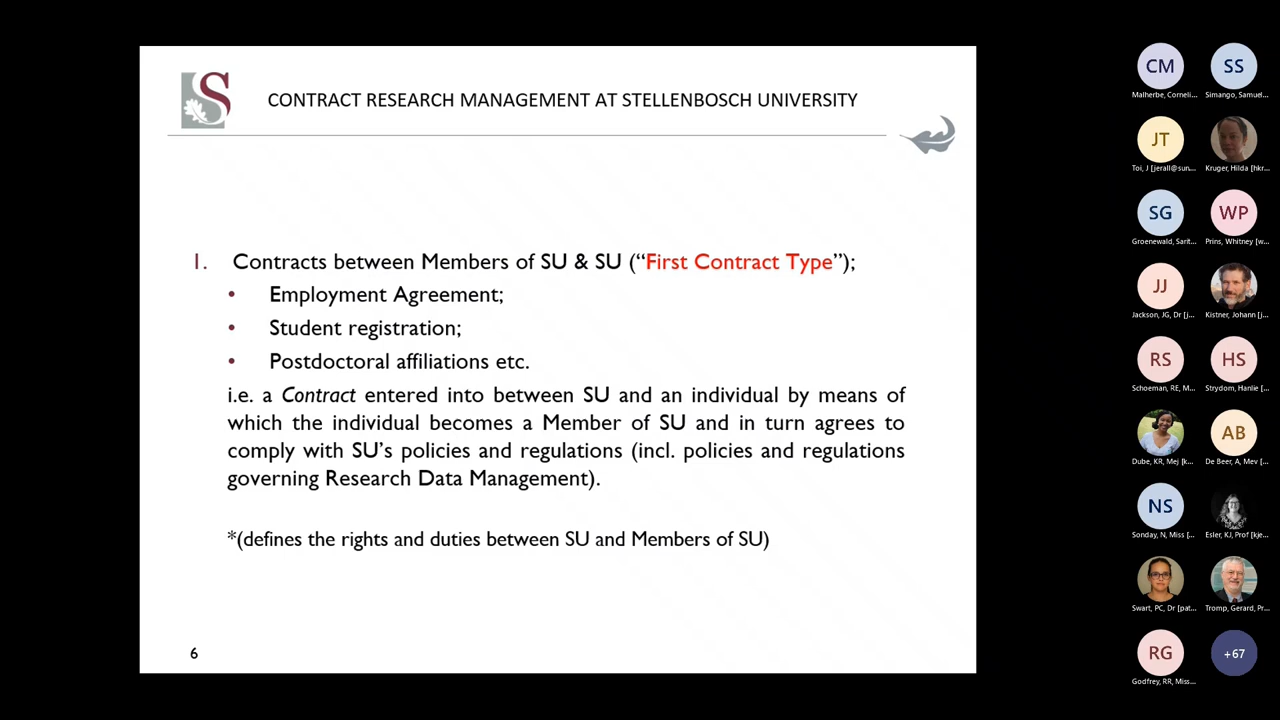 CONTRACT RESEARCH MANAGEMENT AT STELLENBOSCH UNIVERSITY
1. Contracts between Members of SU & SU (“First Contract Type”);
• Employment Agreement;
• Student registration;
• Postdoctoral affiliations etc.
i.e. a Contract entered into between SU and an individual by means of
which the individual becomes a Member of SU and in turn agrees to
comply with SU’s policies and regulations (incl. policies and regulations
governing Research Data Management).
*(defines the rights and duties between SU and Members of SU)
6
CM
SS
Malherbe, Corneli...
Simango, Samuel...
JT
Toi, J [jerall@sun...
Kruger, Hilda [hkr...
SG
WP
Groenewald, Sarit...
Prins, Whitney [w...
JJ
Jackson, JG, Dr [j...
Kistner, Johann [j...
RS
HS
Schoeman, RE, M...
Strydom, Hanlie [...
AB
Dube, KR, Mej [k...
De Beer, A, Mev [...
NS
Sonday, N, Miss [...
Esler, KJ, Prof [kje...
Swart, PC, Dr [pat...
Tromp, Gerard, Pr...
RG
+67
Godfrey, RR, Miss...